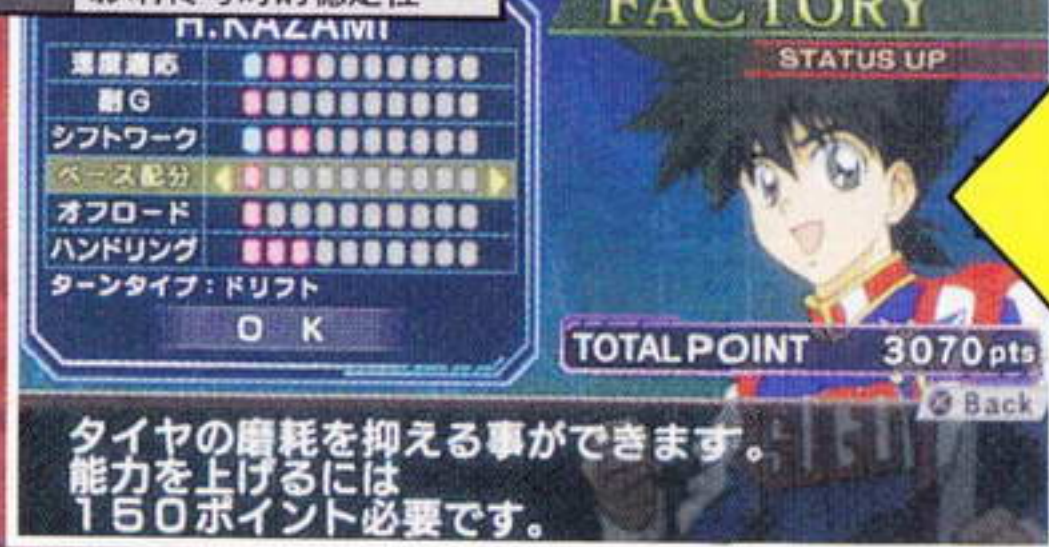 H.KAZAMI
FACTORY
STATUS UP
速度適応
耐G
シフトワーク
ペース配分
オフロード
ハンドリング
ターンタイプ：ドリフト
OK
TOTAL POINT 3070pts
Back
タイヤの磨耗を抑える事ができます。
能力を上げるには
150ポイント必要です。